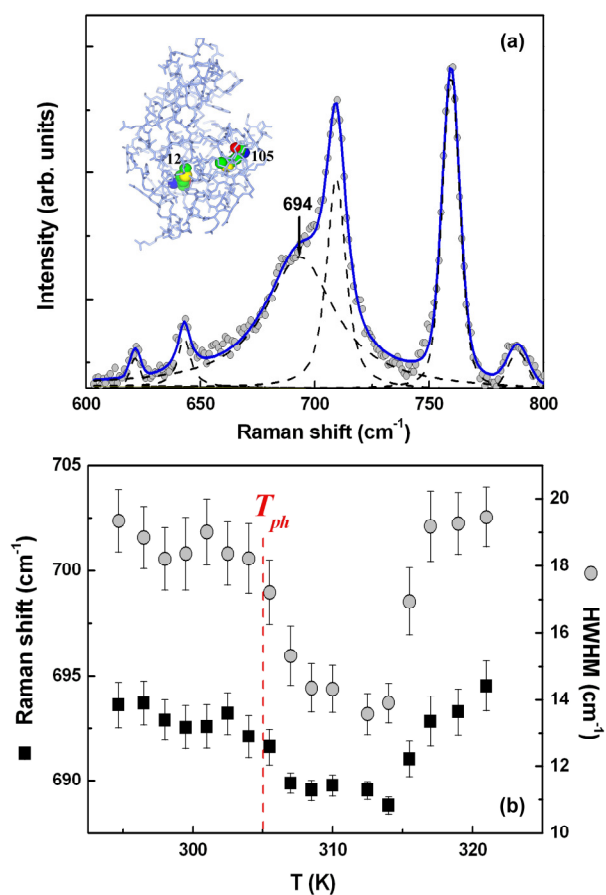 (a)
Intensity (arb. units)
12
105
694
600 650 700 750 800
Raman shift (cm⁻¹)
705
700
695
690
Raman shift (cm⁻¹)
Tph
20
18
16
14
12
10
HWHM (cm⁻¹)
(b)
300 310 320
T (K)